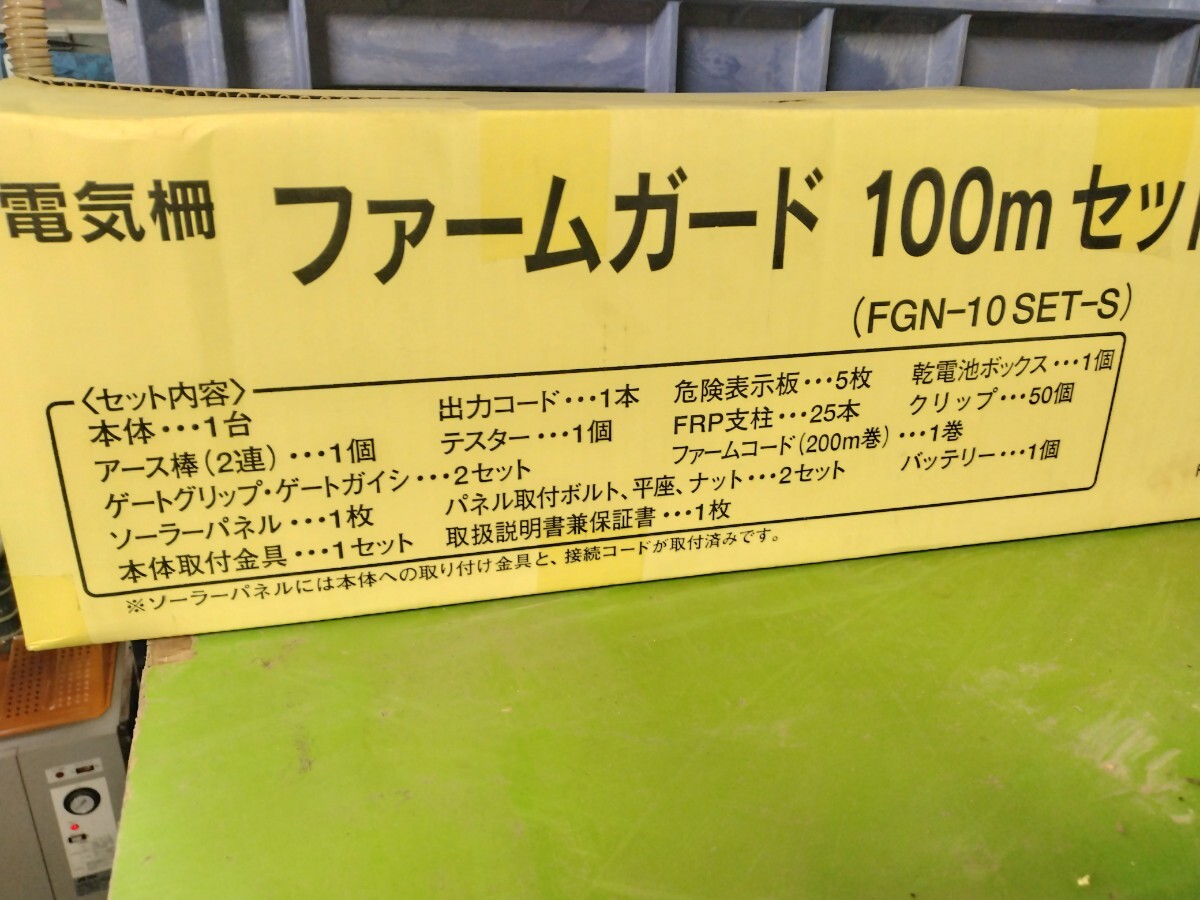 電気柵 ファームガード 100m セット
(FGN-10 SET-S)
〈セット内容〉
本体・・・1台
アース棒(2連)・・・1個
ゲートグリップ・ゲートガイシ・・・2セット
ソーラーパネル・・・1枚
本体取付金具・・・1セット
出力コード・・・1本
テスター・・・1個
パネル取付ボルト、平座、ナット・・・2セット
取扱説明書兼保証書・・・1枚
危険表示板・・・5枚
FRP支柱・・・25本
ファームコード(200m巻)・・・1巻
乾電池ボックス・・・1個
クリップ・・・50個
バッテリー・・・1個
※ソーラーパネルには本体への取り付け金具と、接続コードが取付済みです。